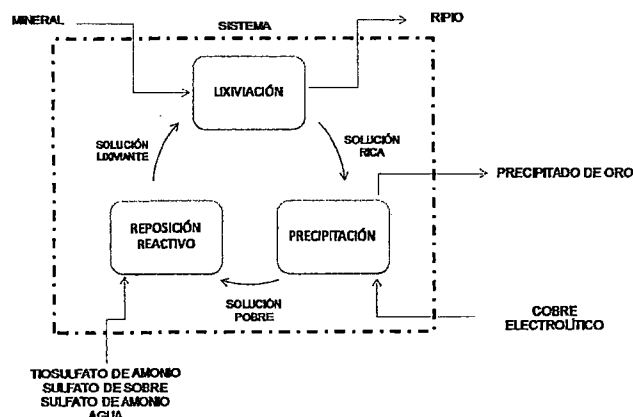 MINERAL
SISTEMA
RIPIO
LIXIVIACIÓN
SOLUCIÓN
LIXIVIANTE
SOLUCIÓN
RICA
PRECIPITADO DE ORO
REPOSICIÓN
REACTIVO
PRECIPITACIÓN
SOLUCIÓN
POBRE
COBRE
ELECTROLÍTICO
TIOSULFATO DE AMONIO
SULFATO DE SOBRE
SULFATO DE AMONIO
AGUA